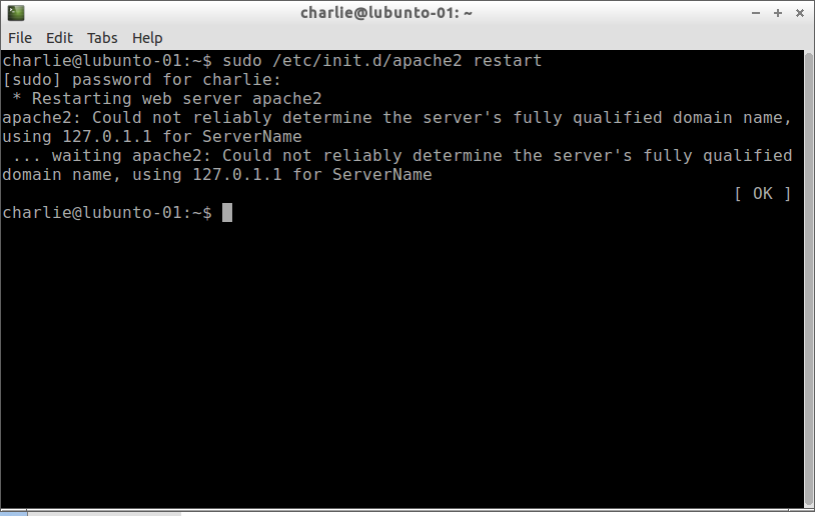 charlie@lubunto-01: ~
File Edit Tabs Help
charlie@lubunto-01:~$ sudo /etc/init.d/apache2 restart
[sudo] password for charlie:
 * Restarting web server apache2
apache2: Could not reliably determine the server's fully qualified domain name,
using 127.0.1.1 for ServerName
 ... waiting apache2: Could not reliably determine the server's fully qualified
domain name, using 127.0.1.1 for ServerName
[ OK ]
charlie@lubunto-01:~$